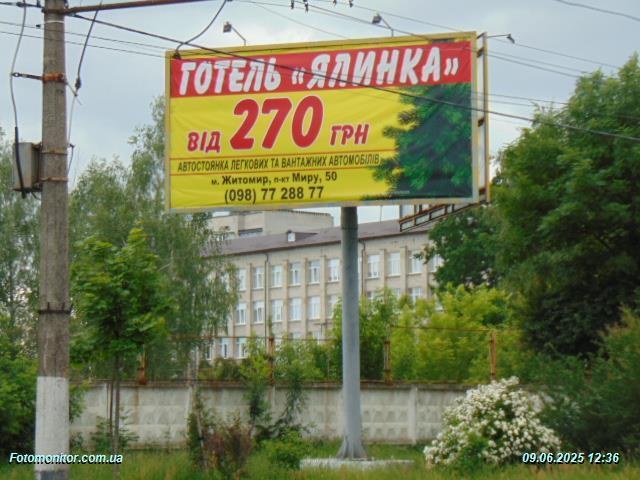 ГОТЕЛЬ «ЯЛИНКА»
ВІД 270 ГРН
АВТОСТОЯНКА ЛЕГКОВИХ ТА ВАНТАЖНИХ АВТОМОБІЛІВ
м. Житомир, п-кт Миру, 50
(098) 77 288 77
Fotomonitor.com.ua
09.06.2025 12:36